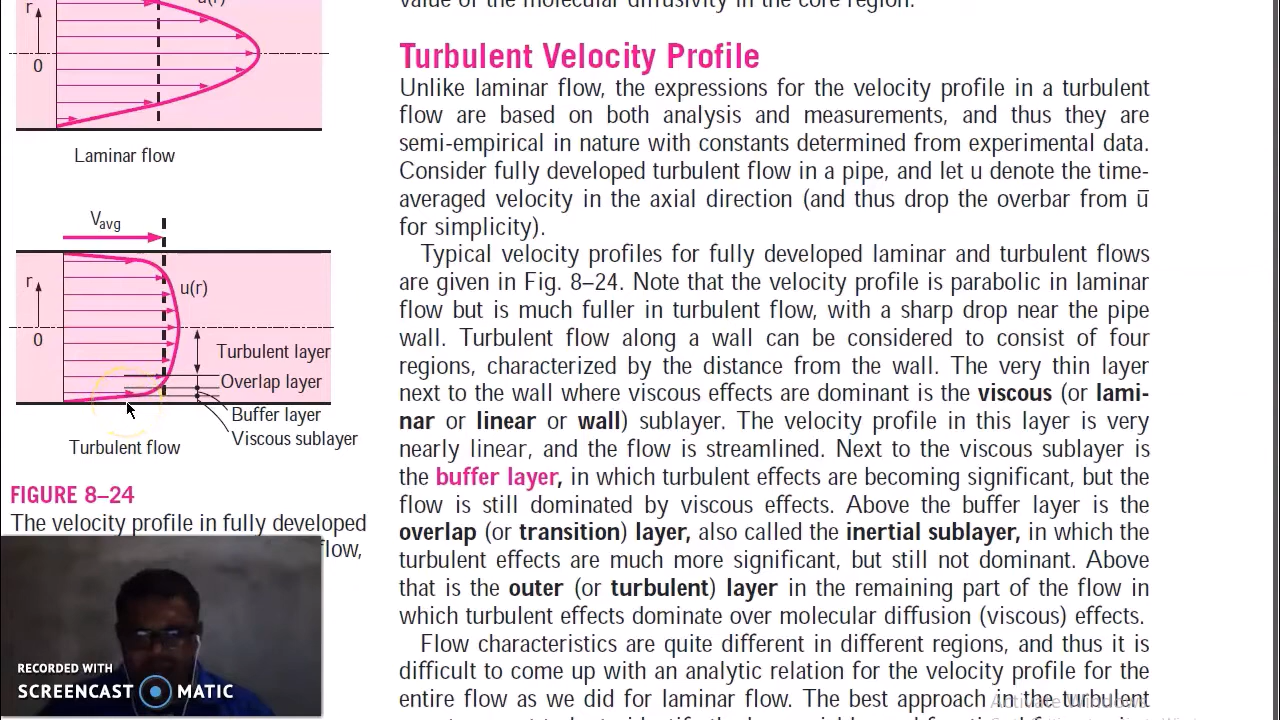 value of the molecular diffusivity in the core region.
r
u(r)
0
Laminar flow
Turbulent Velocity Profile
Unlike laminar flow, the expressions for the velocity profile in a turbulent
flow are based on both analysis and measurements, and thus they are
semi-empirical in nature with constants determined from experimental data.
Consider fully developed turbulent flow in a pipe, and let u denote the time-
averaged velocity in the axial direction (and thus drop the overbar from u̅
for simplicity).
Typical velocity profiles for fully developed laminar and turbulent flows
are given in Fig. 8–24. Note that the velocity profile is parabolic in laminar
flow but is much fuller in turbulent flow, with a sharp drop near the pipe
wall. Turbulent flow along a wall can be considered to consist of four
regions, characterized by the distance from the wall. The very thin layer
next to the wall where viscous effects are dominant is the viscous (or lami-
nar or linear or wall) sublayer. The velocity profile in this layer is very
nearly linear, and the flow is streamlined. Next to the viscous sublayer is
the buffer layer, in which turbulent effects are becoming significant, but the
flow is still dominated by viscous effects. Above the buffer layer is the
overlap (or transition) layer, also called the inertial sublayer, in which the
turbulent effects are much more significant, but still not dominant. Above
that is the outer (or turbulent) layer in the remaining part of the flow in
which turbulent effects dominate over molecular diffusion (viscous) effects.
Flow characteristics are quite different in different regions, and thus it is
difficult to come up with an analytic relation for the velocity profile for the
entire flow as we did for laminar flow. The best approach in the turbulent
Vavg
r
u(r)
0
Turbulent layer
Overlap layer
Buffer layer
Viscous sublayer
Turbulent flow
FIGURE 8–24
The velocity profile in fully developed
flow,
RECORDED WITH
SCREENCAST MATIC
Activate Windows